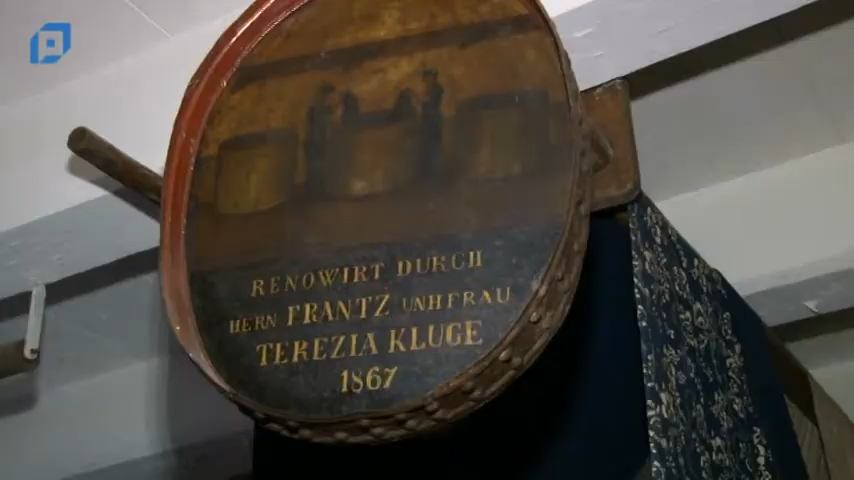 RENOWIRT DURCH
HERN FRANTZ UNHFRAU
TEREZIA KLUGE
1867